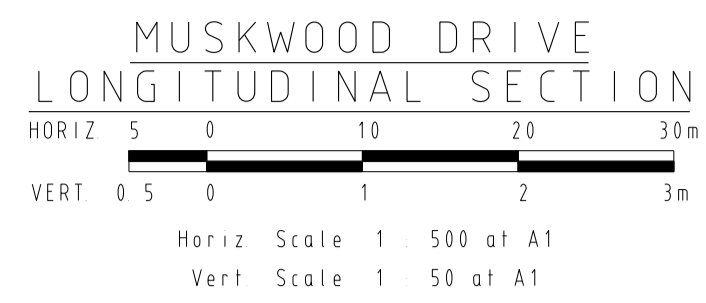 MUSKWOOD DRIVE
LONGITUDINAL SECTION
HORIZ. 5 0 10 20 30m
VERT. 0.5 0 1 2 3m
Horiz. Scale 1 : 500 at A1
Vert. Scale 1 : 50 at A1